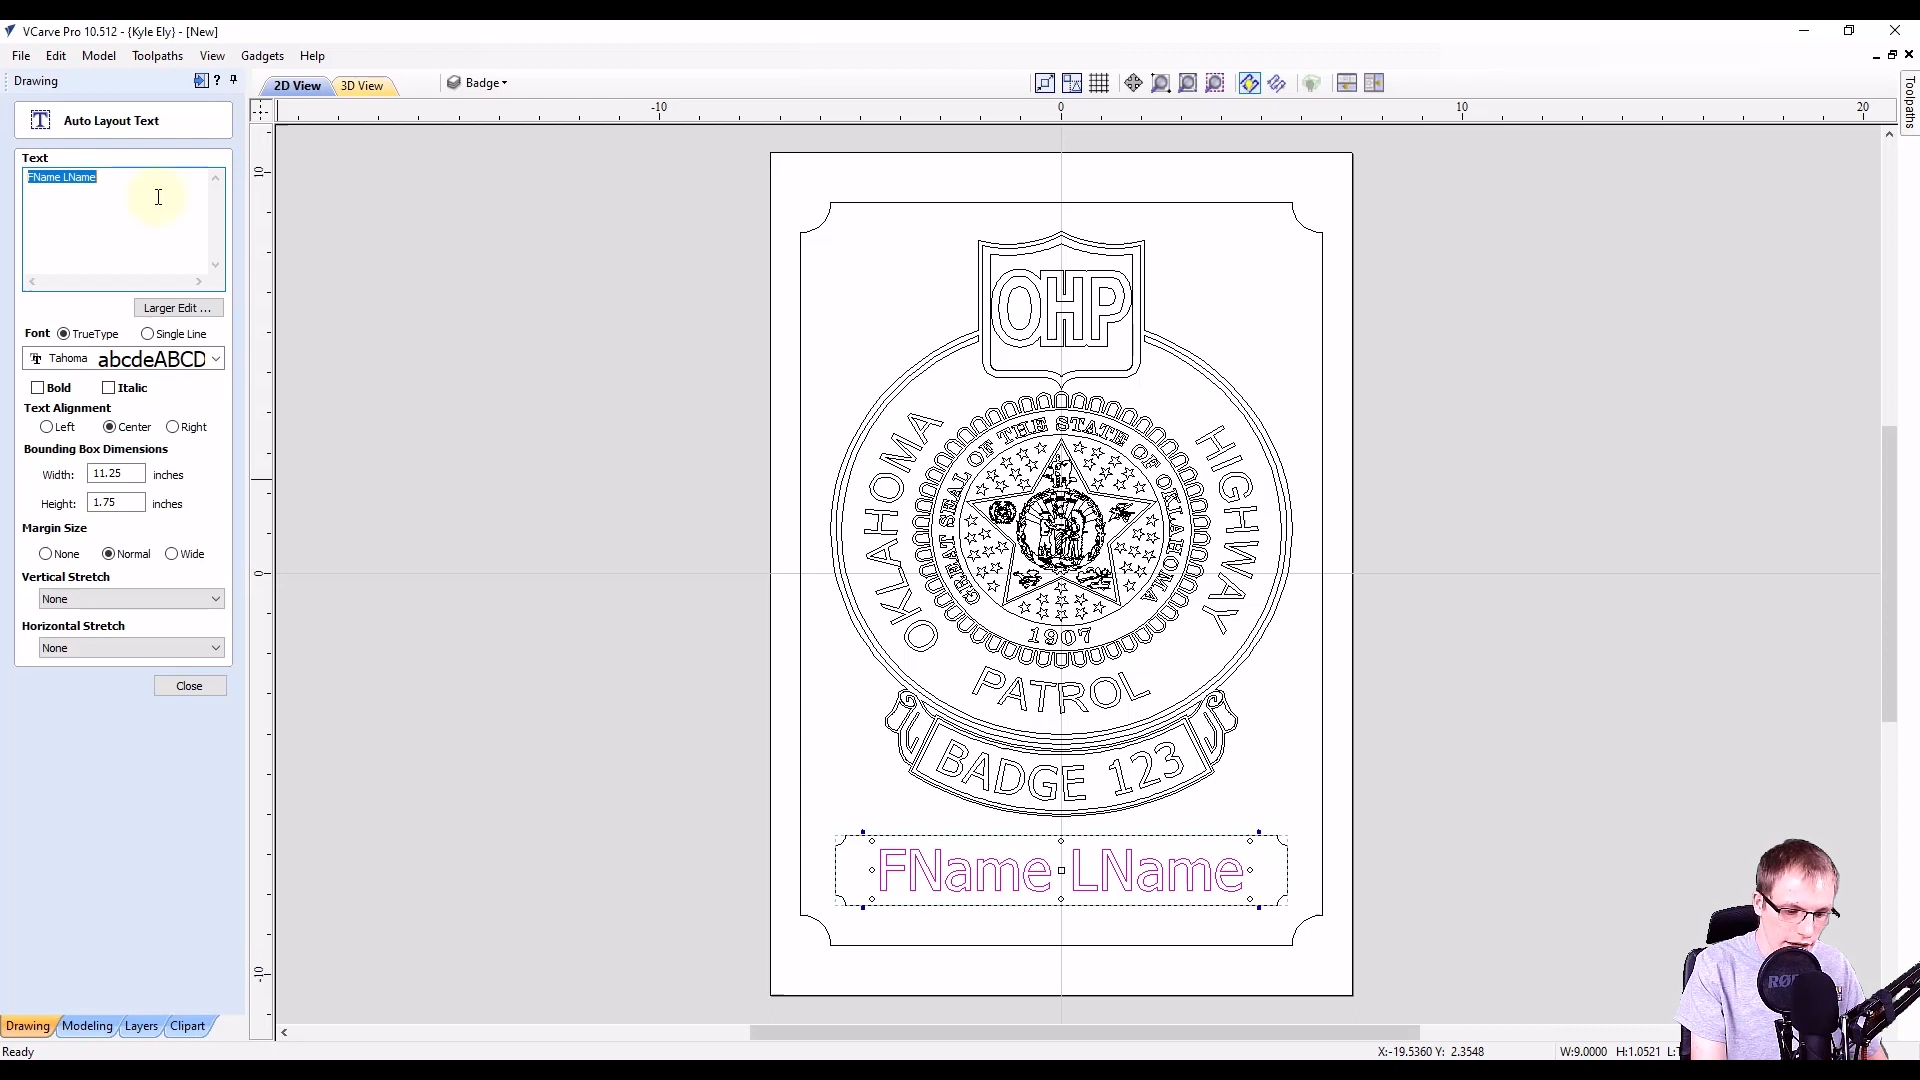 VCarve Pro 10.512 - {Kyle Ely} - [New]
File Edit Model Toolpaths View Gadgets Help
Drawing
2D View 3D View Badge
Toolpaths
-10 0 10 20
Auto Layout Text
Text
FName LName
Larger Edit ...
Font TrueType Single Line
Tahoma abcdeABCD
Bold Italic
Text Alignment
Left Center Right
Bounding Box Dimensions
Width: 11.25 inches
Height: 1.75 inches
Margin Size
None Normal Wide
Vertical Stretch
None
Horizontal Stretch
None
Close
10
0
-10
OHP
OKLAHOMA HIGHWAY
PATROL
GREAT SEAL OF THE STATE OF OKLAHOMA
1907
BADGE 123
FName LName
RØD
Drawing Modeling Layers Clipart
Ready
X:-19.5360 Y: 2.3548
W:9.0000 H:1.0521